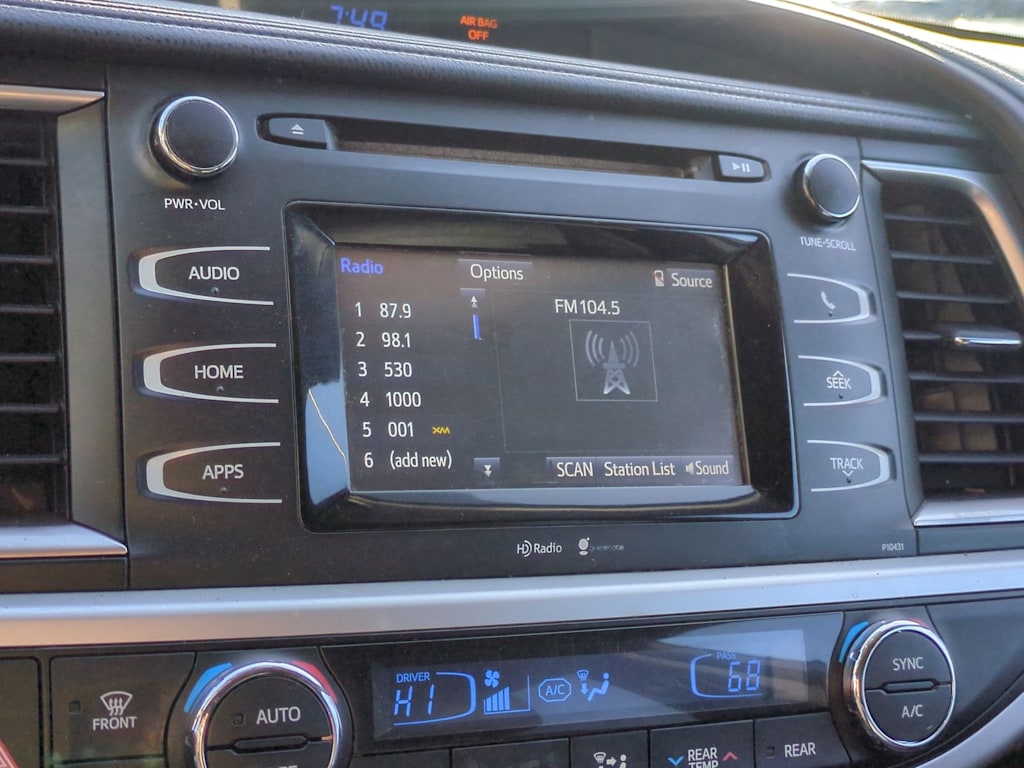 7:49
AIR BAG
OFF
PWR•VOL
TUNE•SCROLL
AUDIO
HOME
APPS
SEEK
TRACK
Radio
Options
Source
FM104.5
1 87.9
2 98.1
3 530
4 1000
5 001 XM
6 (add new)
SCAN Station List Sound
HD Radio gracenote
P10431
FRONT
AUTO
DRIVER
HI
A/C
PASS
68
SYNC
A/C
REAR
TEMP
REAR